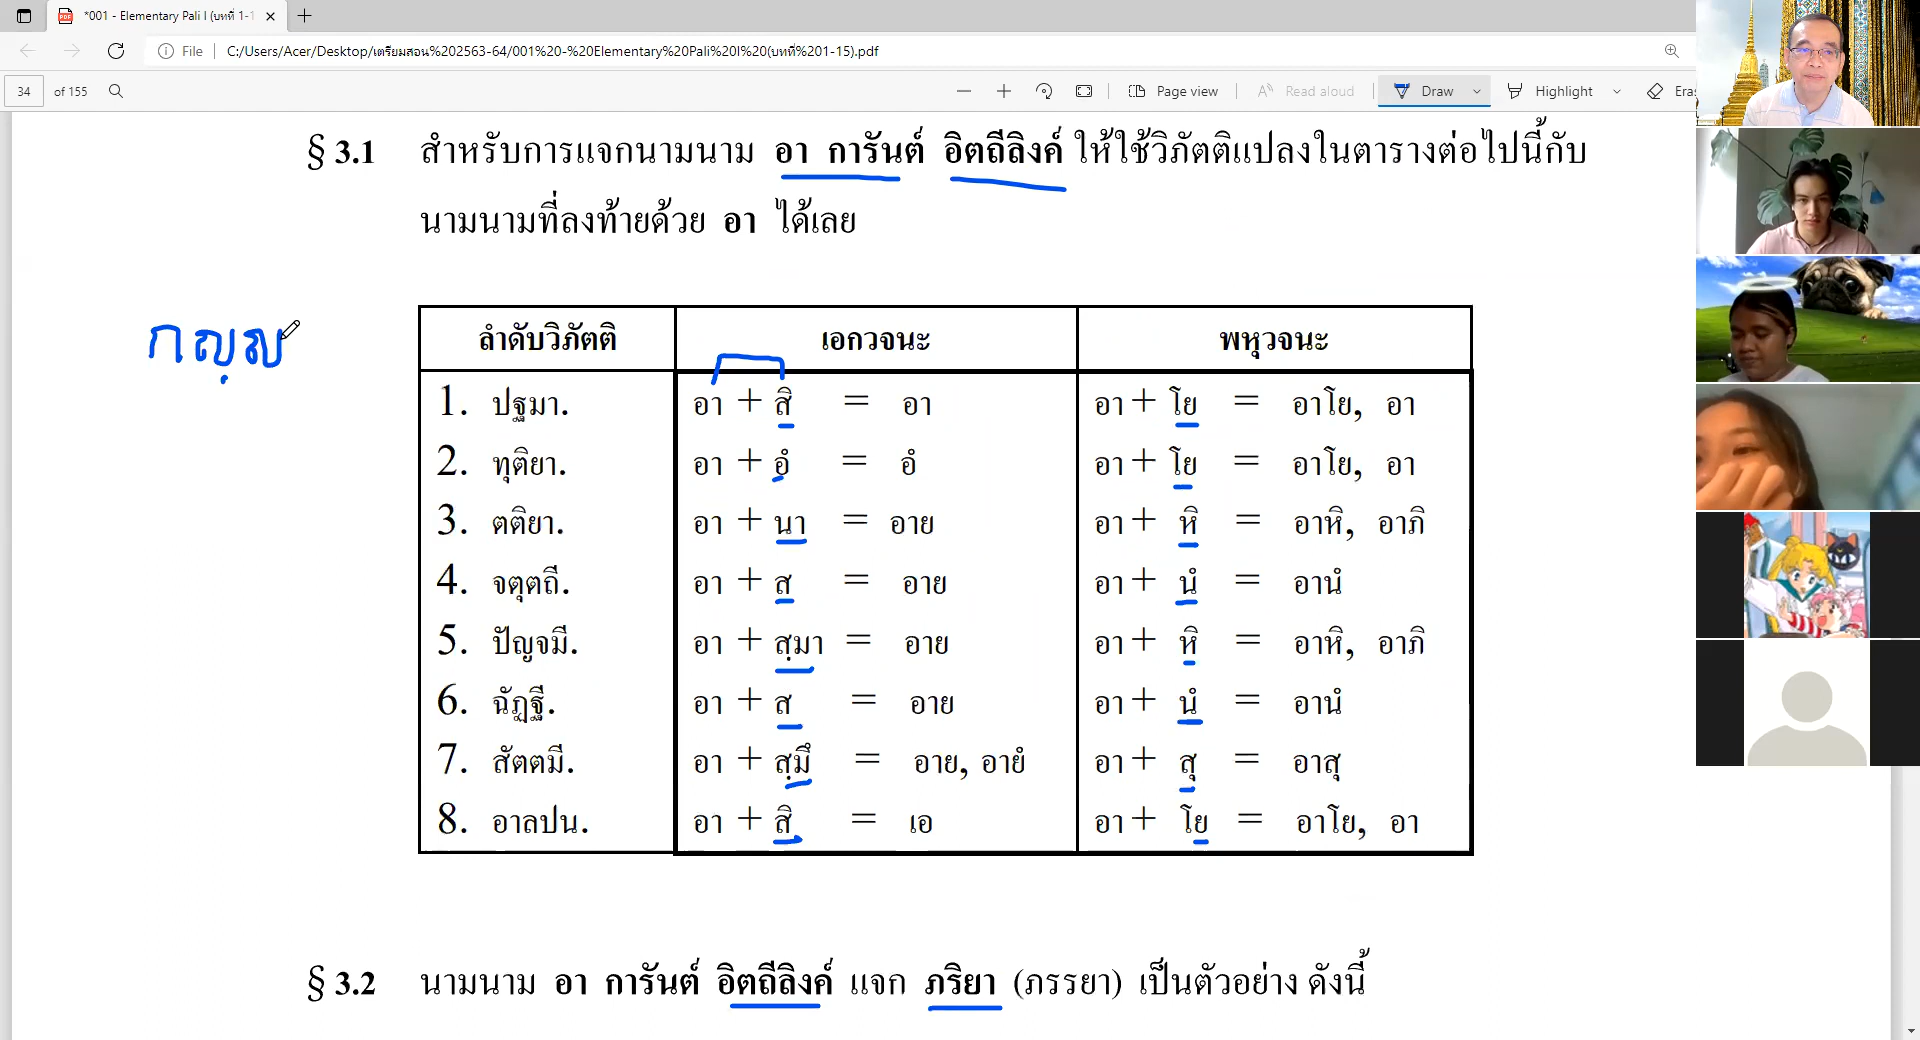 *001 - Elementary Pali I (บทที่ 1-1
File C:/Users/Acer/Desktop/เตรียมสอน%202563-64/001%20-%20Elementary%20Pali%20I%20(บทที่%201-15).pdf
34 of 155 Page view Read aloud Draw Highlight Eras
§ 3.1 สำหรับการแจกนามนาม อา การันต์ อิตถีลิงค์ ให้ใช้วิภัตติแปลงในตารางต่อไปนี้กับ
นามนามที่ลงท้ายด้วย อา ได้เลย
ลำดับวิภัตติ เอกวจนะ พหุวจนะ
1. ปฐมา. อา + สิ = อา อา + โย = อาโย, อา
2. ทุติยา. อา + อํ = อํ อา + โย = อาโย, อา
3. ตติยา. อา + นา = อาย อา + หิ = อาหิ, อาภิ
4. จตุตถี. อา + ส = อาย อา + นํ = อานํ
5. ปัญจมี. อา + สฺมา = อาย อา + หิ = อาหิ, อาภิ
6. ฉัฏฐี. อา + ส = อาย อา + นํ = อานํ
7. สัตตมี. อา + สฺมึ = อาย, อายํ อา + สุ = อาสุ
8. อาลปน. อา + สิ = เอ อา + โย = อาโย, อา
§ 3.2 นามนาม อา การันต์ อิตถีลิงค์ แจก ภริยา (ภรรยา) เป็นตัวอย่าง ดังนี้